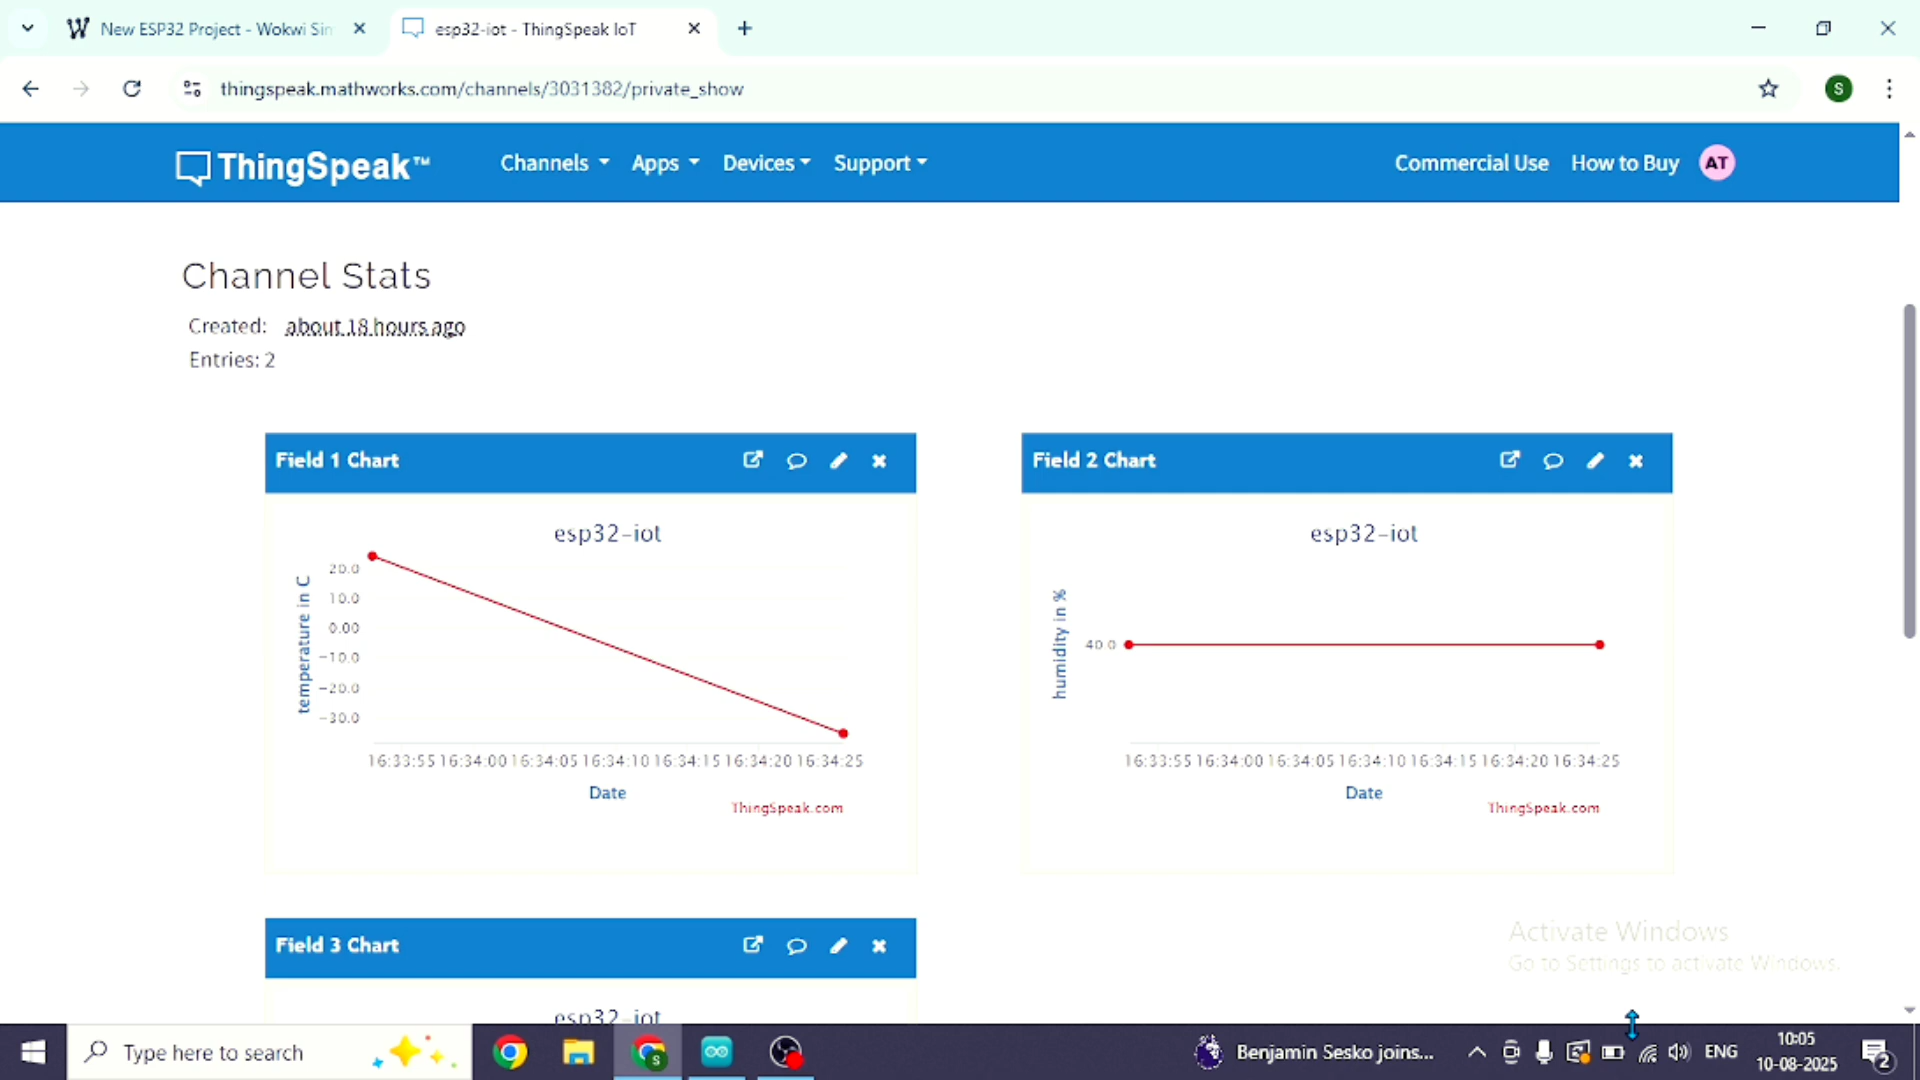 New ESP32 Project - Wokwi Sin
esp32-iot - ThingSpeak IoT
thingspeak.mathworks.com/channels/3031382/private_show
S
ThingSpeak™
Channels
Apps
Devices
Support
Commercial Use
How to Buy
AT
Channel Stats
Created: about 18 hours ago
Entries: 2
Field 1 Chart
esp32-iot
temperature in C
20.0
10.0
0.00
-10.0
-20.0
-30.0
16:33:55 16:34:00 16:34:05 16:34:10 16:34:15 16:34:20 16:34:25
Date
ThingSpeak.com
Field 2 Chart
esp32-iot
humidity in %
40.0
16:33:55 16:34:00 16:34:05 16:34:10 16:34:15 16:34:20 16:34:25
Date
ThingSpeak.com
Field 3 Chart
esp32-iot
Activate Windows
Go to Settings to activate Windows.
Type here to search
Benjamin Sesko joins...
ENG
10:05
10-08-2025
2